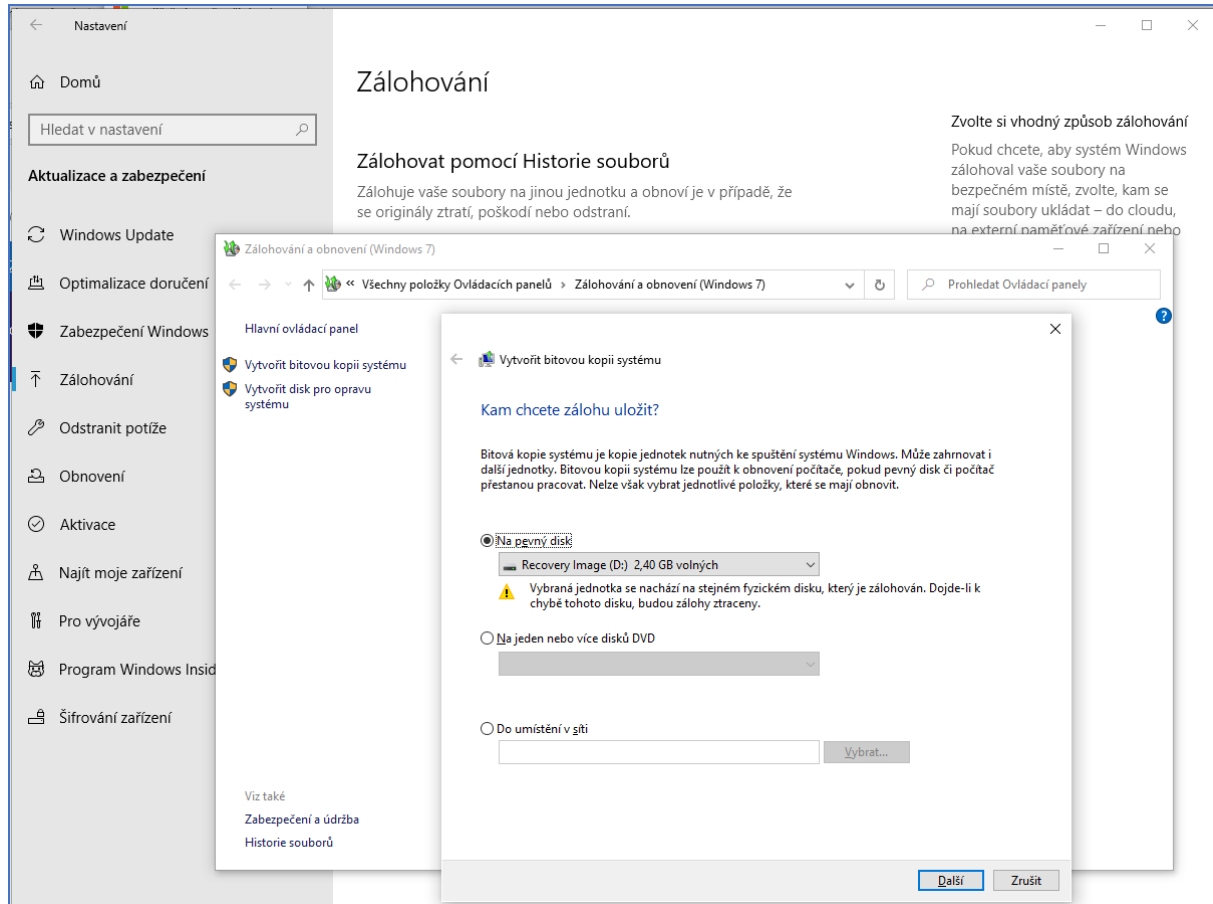 Nastavení
Domů
Hledat v nastavení
Aktualizace a zabezpečení
Windows Update
Optimalizace doručení
Zabezpečení Windows
Zálohování
Odstranit potíže
Obnovení
Aktivace
Najít moje zařízení
Pro vývojáře
Program Windows Insid
Šifrování zařízení
Zálohování
Zálohovat pomocí Historie souborů
Zálohuje vaše soubory na jinou jednotku a obnoví je v případě, že
se originály ztratí, poškodí nebo odstraní.
Zvolte si vhodný způsob zálohování
Pokud chcete, aby systém Windows
zálohoval vaše soubory na
bezpečném místě, zvolte, kam se
mají soubory ukládat – do cloudu,
na externí paměťové zařízení nebo
Zálohování a obnovení (Windows 7)
« Všechny položky Ovládacích panelů › Zálohování a obnovení (Windows 7)
Prohledat Ovládací panely
Hlavní ovládací panel
Vytvořit bitovou kopii systému
Vytvořit disk pro opravu
systému
Viz také
Zabezpečení a údržba
Historie souborů
Vytvořit bitovou kopii systému
Kam chcete zálohu uložit?
Bitová kopie systému je kopie jednotek nutných ke spuštění systému Windows. Může zahrnovat i
další jednotky. Bitovou kopii systému lze použít k obnovení počítače, pokud pevný disk či počítač
přestanou pracovat. Nelze však vybrat jednotlivé položky, které se mají obnovit.
Na pevný disk
Recovery Image (D:) 2,40 GB volných
Vybraná jednotka se nachází na stejném fyzickém disku, který je zálohován. Dojde-li k
chybě tohoto disku, budou zálohy ztraceny.
Na jeden nebo více disků DVD
Do umístění v síti
Vybrat...
Další
Zrušit